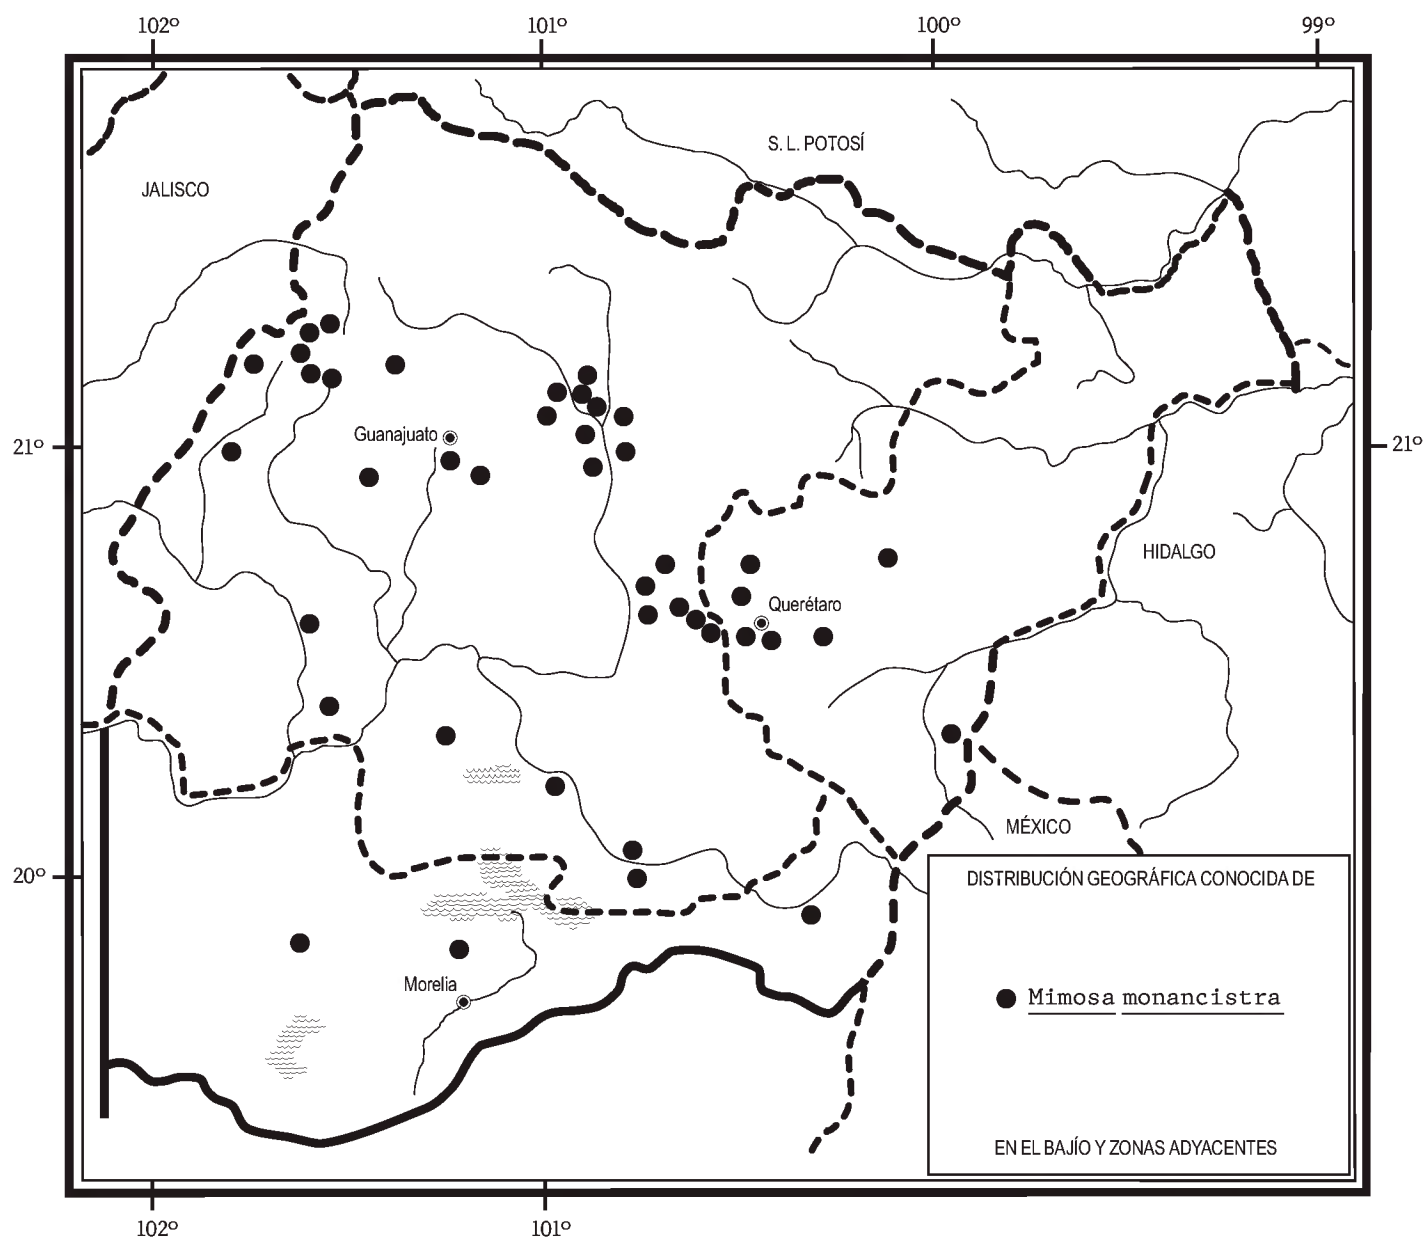 102º 101º 100º 99º
S. L. POTOSÍ
JALISCO
Guanajuato
21º 21º
HIDALGO
Querétaro
MÉXICO
20º
DISTRIBUCIÓN GEOGRÁFICA CONOCIDA DE
Morelia
Mimosa monancistra
EN EL BAJÍO Y ZONAS ADYACENTES
102º 101º